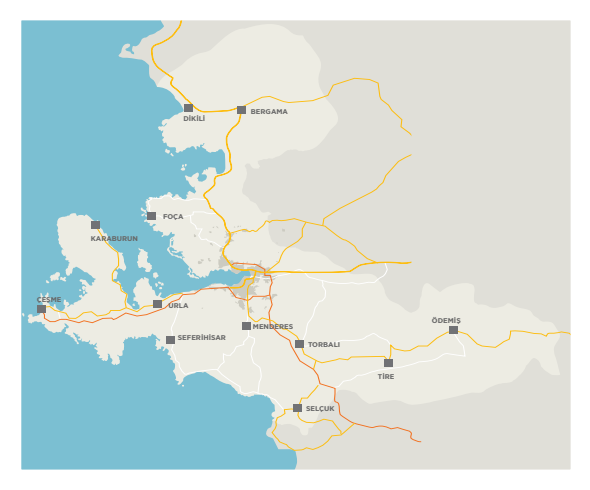 DİKİLİ
BERGAMA
FOÇA
KARABURUN
ÇEŞME
URLA
MENDERES
ÖDEMİŞ
SEFERİHİSAR
TORBALI
TİRE
SELÇUK